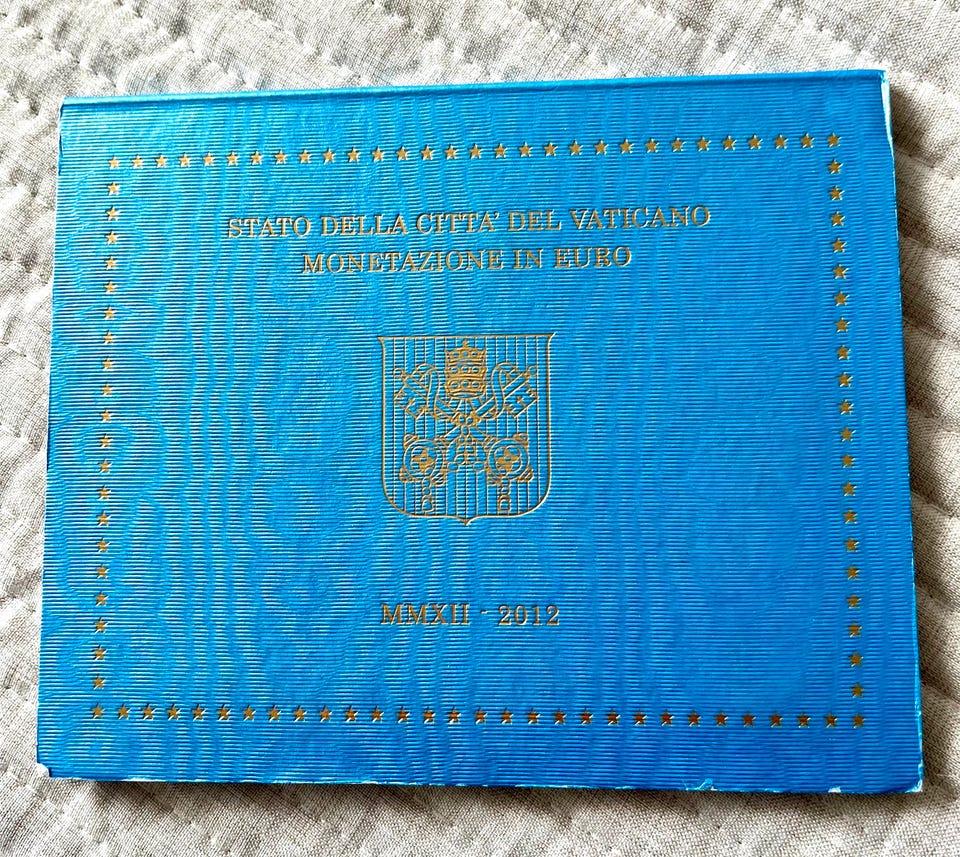 STATO DELLA CITTA' DEL VATICANO
MONETAZIONE IN EURO
MMXII - 2012